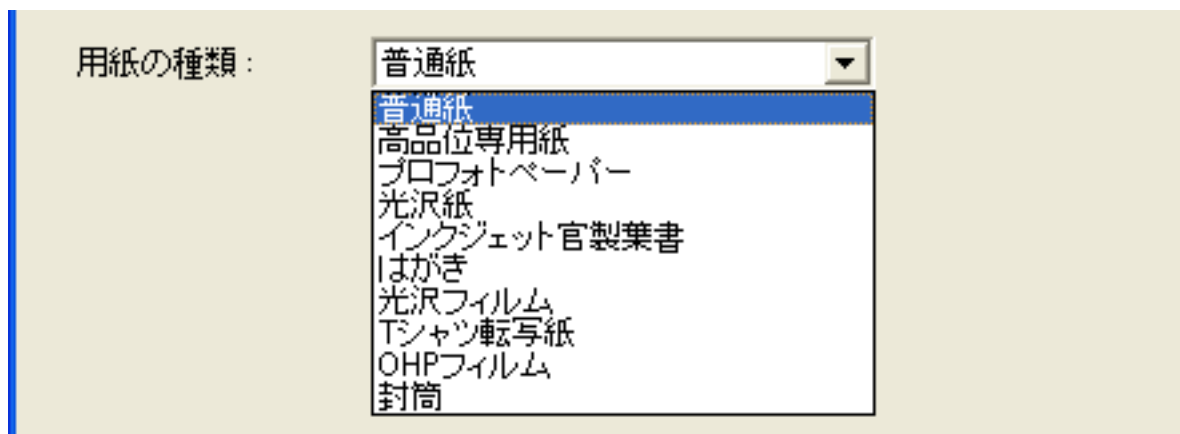 用紙の種類: 普通紙
普通紙
高品位専用紙
プロフォトペーパー
光沢紙
インクジェット官製葉書
はがき
光沢フィルム
Tシャツ転写紙
OHPフィルム
封筒